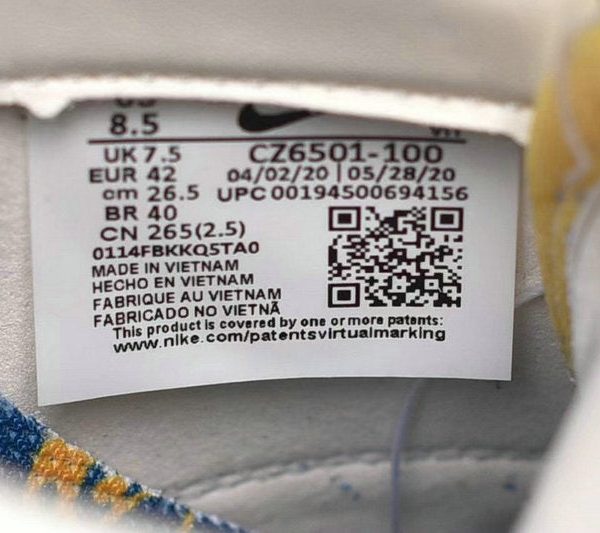 US
8.5
UK 7.5
CZ6501-100
EUR 42
04/02/20 | 05/28/20
cm 26.5
UPC 00194500694156
BR 40
CN 265(2.5)
0114FBKKQ5TA0
MADE IN VIETNAM
HECHO EN VIETNAM
FABRIQUE AU VIETNAM
FABRICADO NO VIETNÃ
This product is covered by one or more patents:
www.nike.com/patentsvirtualmarking